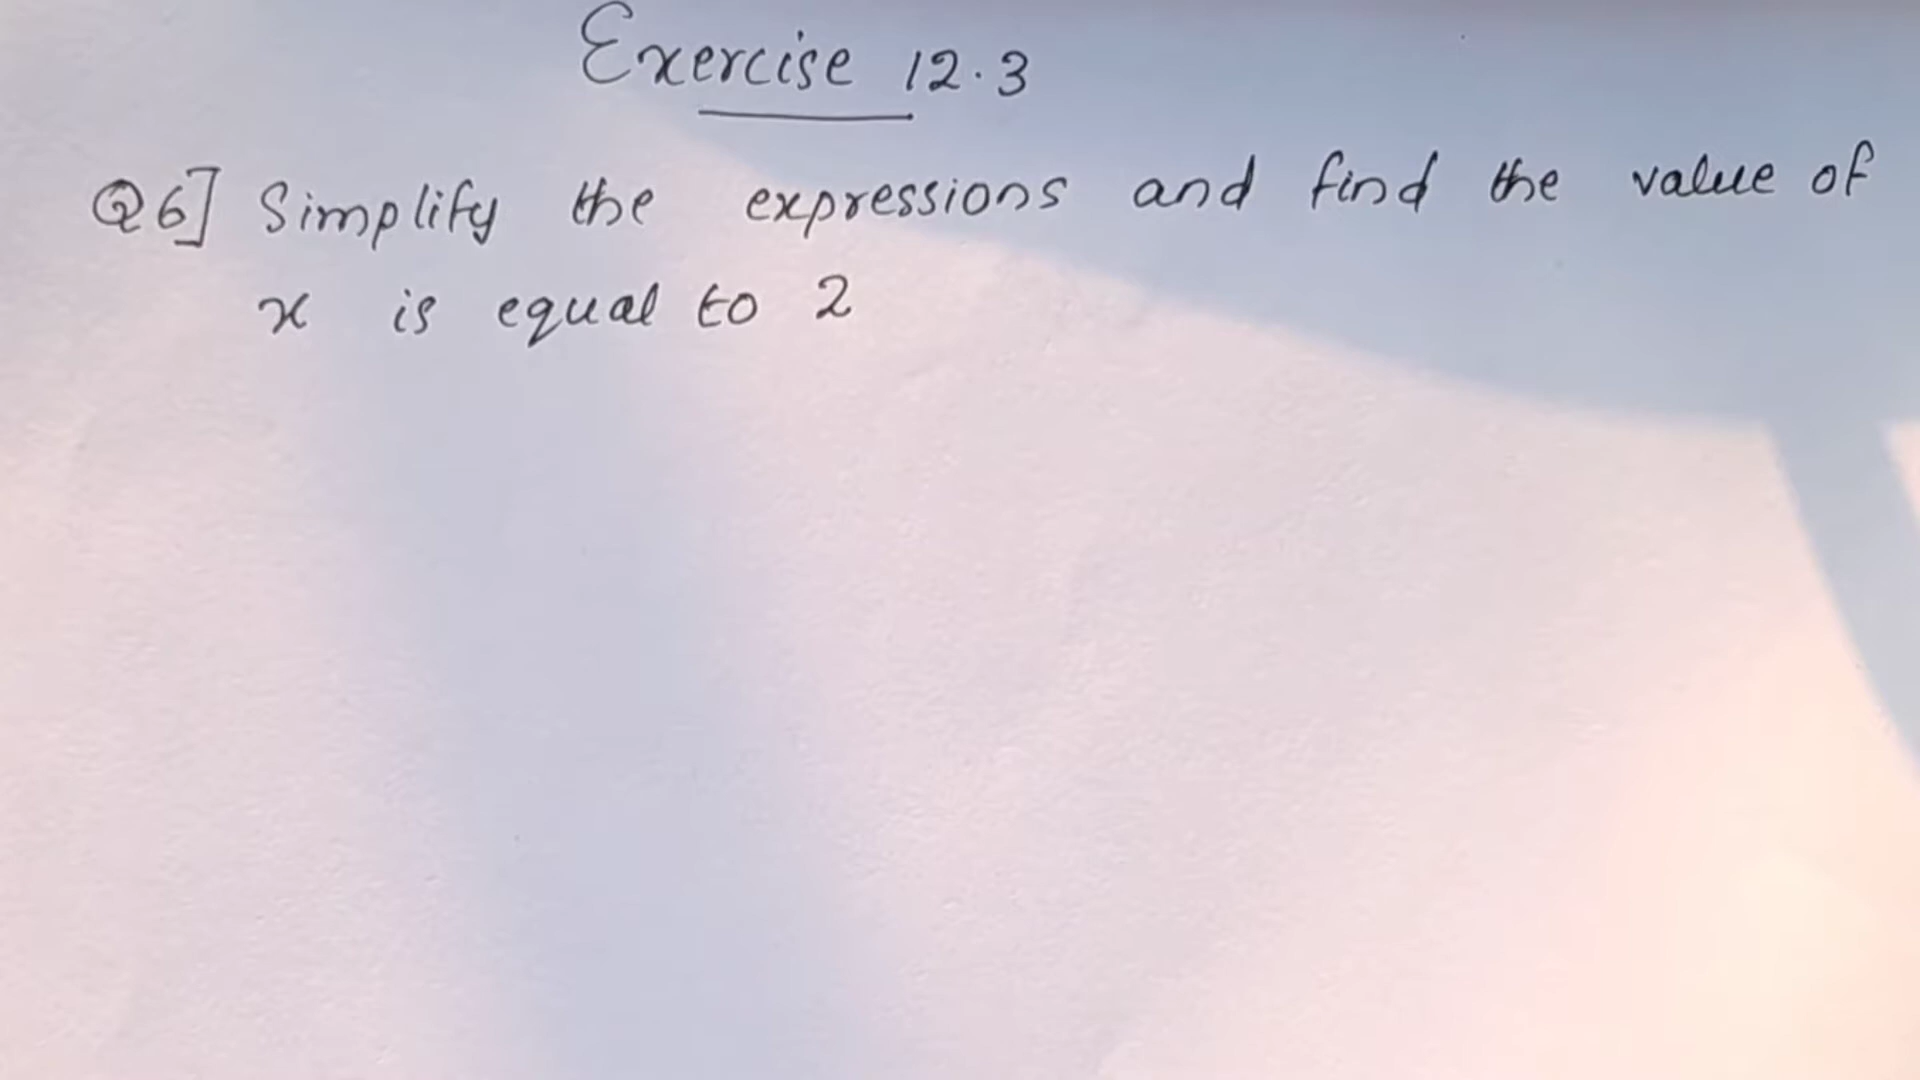 Exercise 12.3
Q6] Simplify the expressions and find the value of
x is equal to 2